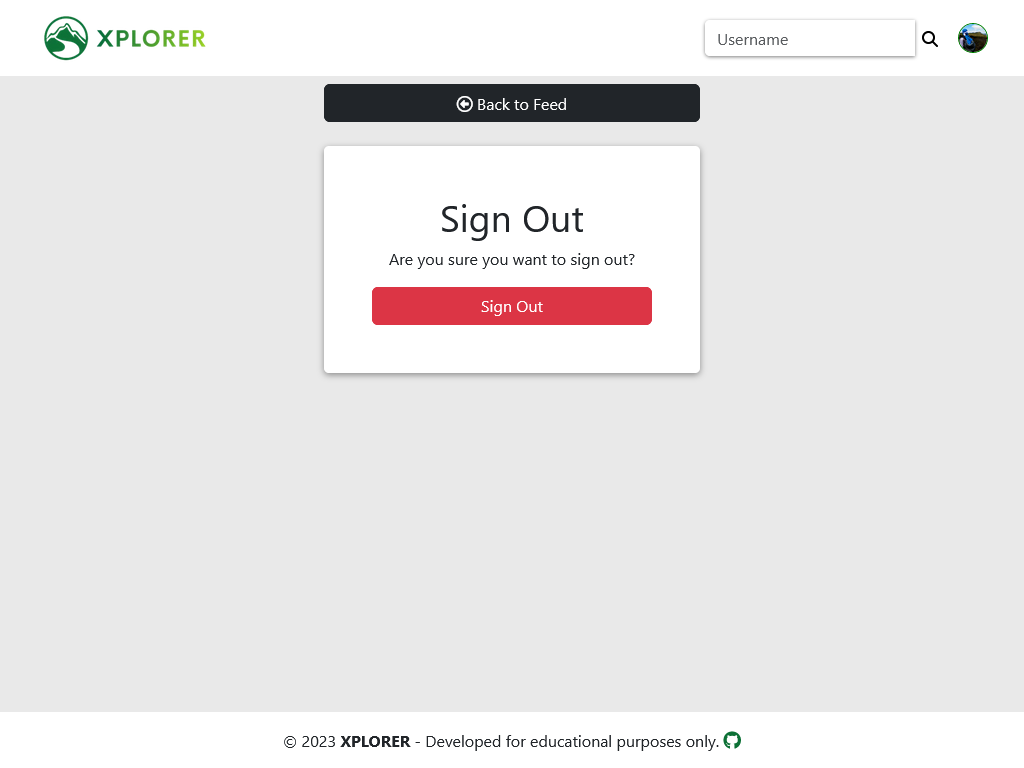 XPLORER
Username
Back to Feed
Sign Out
Are you sure you want to sign out?
Sign Out
© 2023 XPLORER - Developed for educational purposes only.